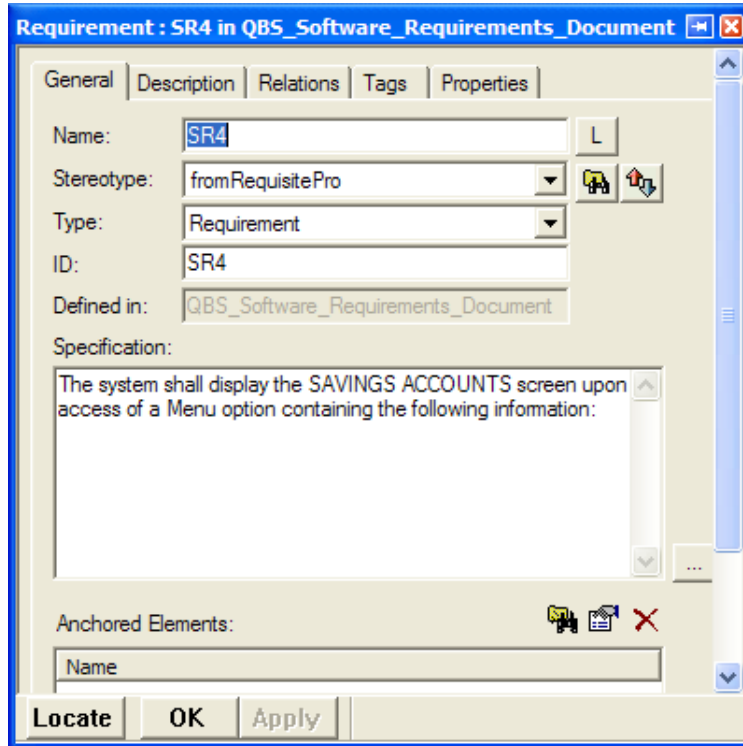 Requirement : SR4 in QBS_Software_Requirements_Document
General Description Relations Tags Properties
Name: SR4 L
Stereotype: fromRequisitePro
Type: Requirement
ID: SR4
Defined in: QBS_Software_Requirements_Document
Specification:
The system shall display the SAVINGS ACCOUNTS screen upon
access of a Menu option containing the following information:
...
Anchored Elements:
Name
Locate OK Apply